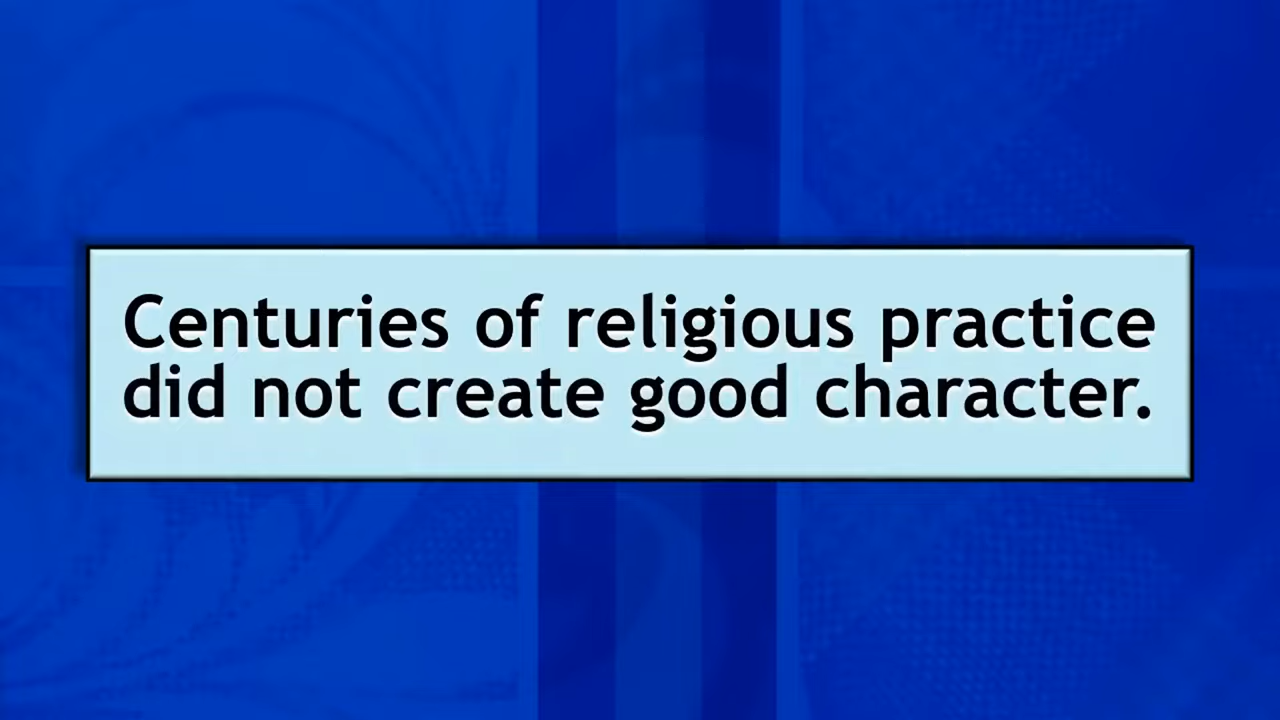 Centuries of religious practice
did not create good character.